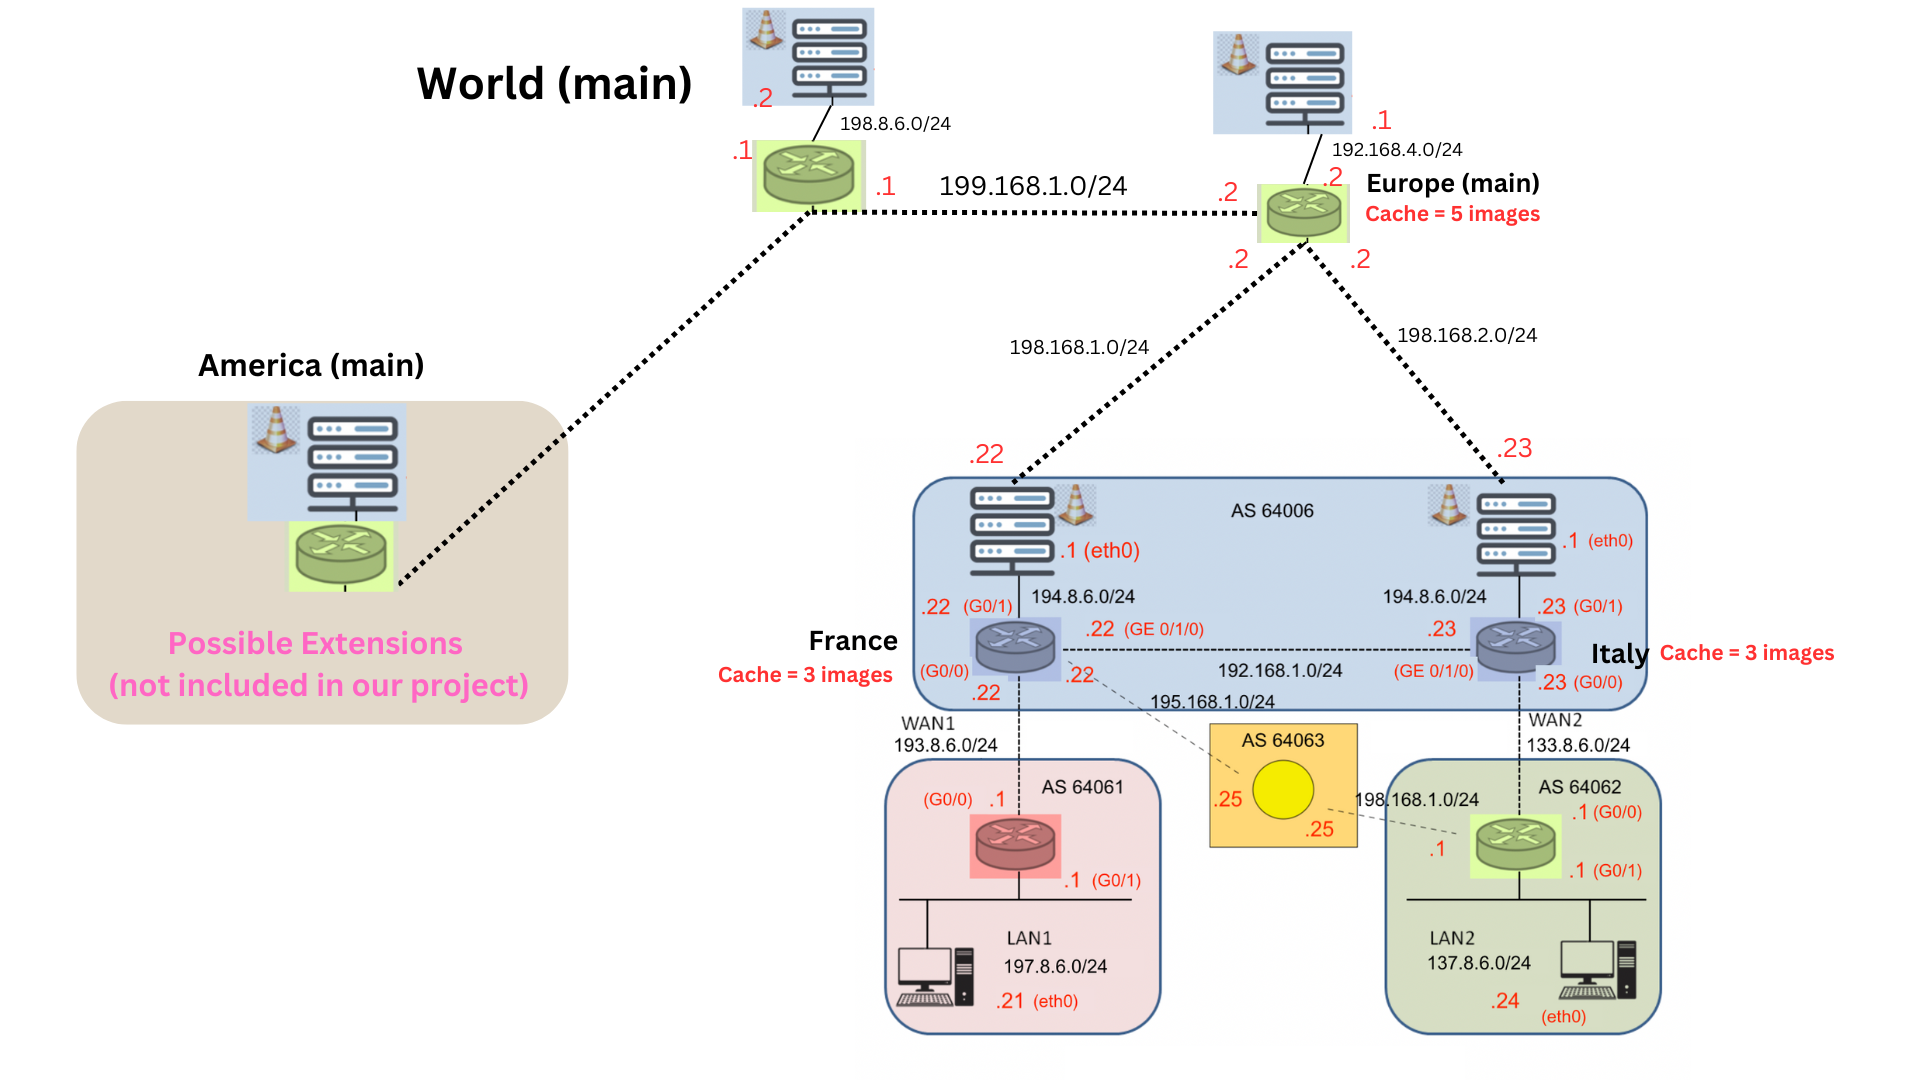 World (main)
.2
198.8.6.0/24
.1
.1
199.168.1.0/24
.1
192.168.4.0/24
.2
.2
Europe (main)
Cache = 5 images
.2
.2
198.168.1.0/24
198.168.2.0/24
America (main)
Possible Extensions
(not included in our project)
.22
.23
AS 64006
.1 (eth0)
.1 (eth0)
194.8.6.0/24
194.8.6.0/24
.22 (G0/1)
.23 (G0/1)
France
Cache = 3 images
.22 (GE 0/1/0)
.23
Italy
Cache = 3 images
(G0/0)
.22
.22
192.168.1.0/24
(GE 0/1/0)
.23 (G0/0)
195.168.1.0/24
WAN1
193.8.6.0/24
WAN2
133.8.6.0/24
AS 64063
.25
.25
198.168.1.0/24
AS 64061
(G0/0) .1
.1 (G0/1)
LAN1
197.8.6.0/24
.21 (eth0)
AS 64062
.1 (G0/0)
.1
.1 (G0/1)
LAN2
137.8.6.0/24
.24
(eth0)